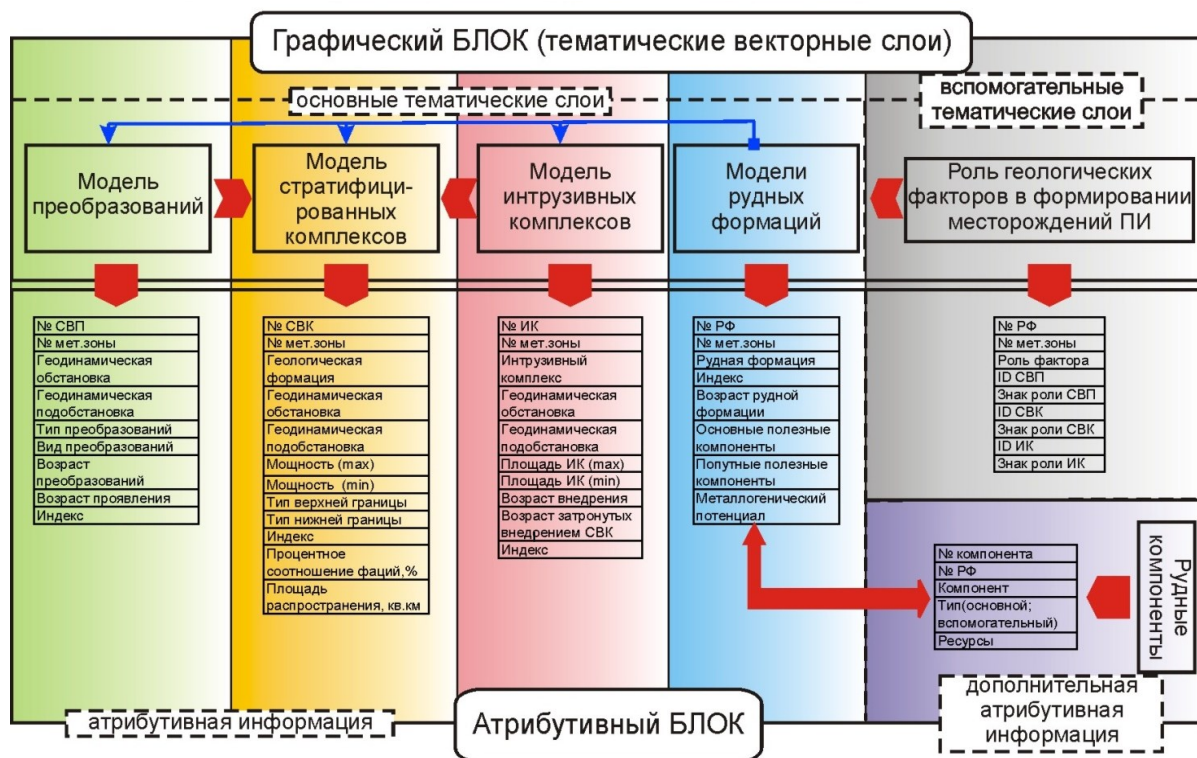 Графический БЛОК (тематические векторные слои)
основные тематические слои
вспомогательные
тематические слои
Модель
преобразований
Модель
стратифици-
рованных
комплексов
Модель
интрузивных
комплексов
Модели
рудных
формаций
Роль геологических
факторов в формировании
месторождений ПИ
№ СВП
№ мет.зоны
Геодинамическая
обстановка
Геодинамическая
подобстановка
Тип преобразований
Вид преобразований
Возраст
преобразований
Возраст проявления
Индекс
№ СВК
№ мет.зоны
Геологическая
формация
Геодинамическая
обстановка
Геодинамическая
подобстановка
Мощность (max)
Мощность (min)
Тип верхней границы
Тип нижней границы
Индекс
Процентное
соотношение фаций,%
Площадь
распространения, кв.км
№ ИК
№ мет.зоны
Интрузивный
комплекс
Геодинамическая
обстановка
Геодинамическая
подобстановка
Площадь ИК (max)
Площадь ИК (min)
Возраст внедрения
Возраст затронутых
внедрением СВК
Индекс
№ РФ
№ мет.зоны
Рудная формация
Индекс
Возраст рудной
формации
Основные полезные
компоненты
Попутные полезные
компоненты
Металлогенический
потенциал
№ РФ
№ мет.зоны
Роль фактора
ID СВП
Знак роли СВП
ID СВК
Знак роли СВК
ID ИК
Знак роли ИК
№ компонента
№ РФ
Компонент
Тип(основной;
вспомогательный)
Ресурсы
Рудные
компоненты
атрибутивная информация
Атрибутивный БЛОК
дополнительная
атрибутивная
информация